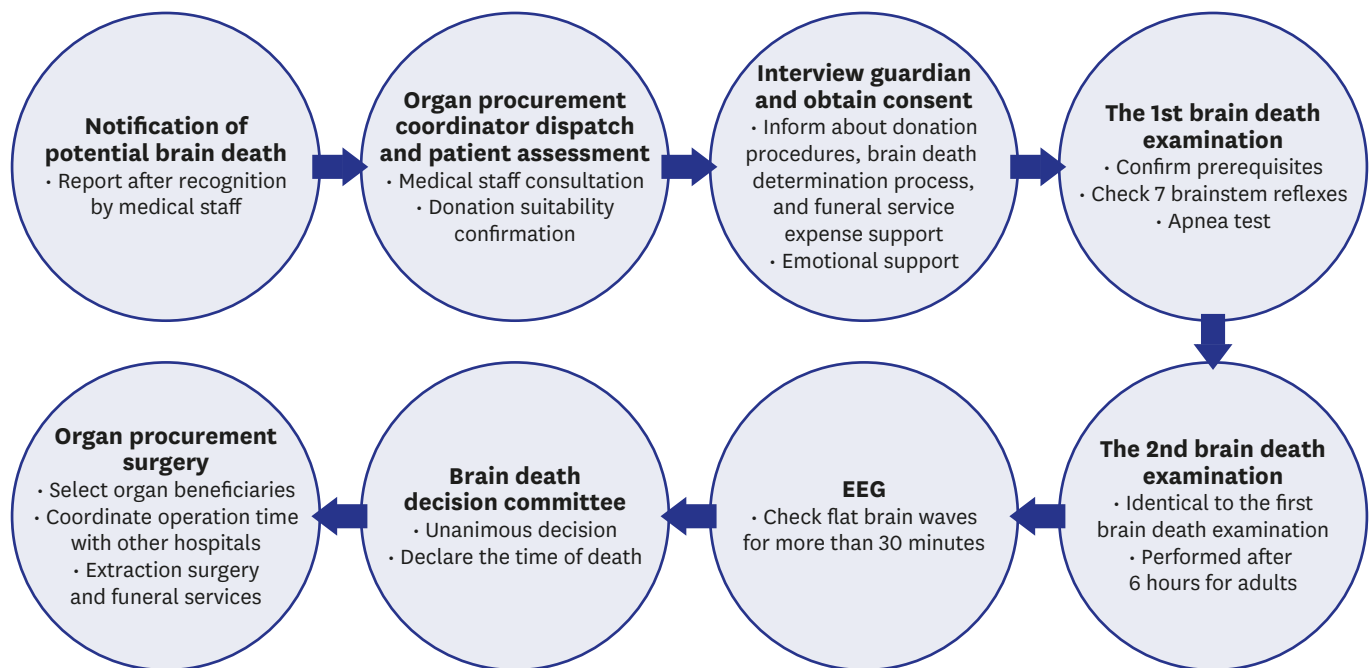 Notification of
potential brain death
· Report after recognition
by medical staff
Organ procurement
coordinator dispatch
and patient assessment
· Medical staff consultation
· Donation suitability
confirmation
Interview guardian
and obtain consent
· Inform about donation
procedures, brain death
determination process,
and funeral service
expense support
· Emotional support
The 1st brain death
examination
· Confirm prerequisites
· Check 7 brainstem reflexes
· Apnea test
The 2nd brain death
examination
· Identical to the first
brain death examination
· Performed after
6 hours for adults
EEG
· Check flat brain waves
for more than 30 minutes
Brain death
decision committee
· Unanimous decision
· Declare the time of death
Organ procurement
surgery
· Select organ beneficiaries
· Coordinate operation time
with other hospitals
· Extraction surgery
and funeral services